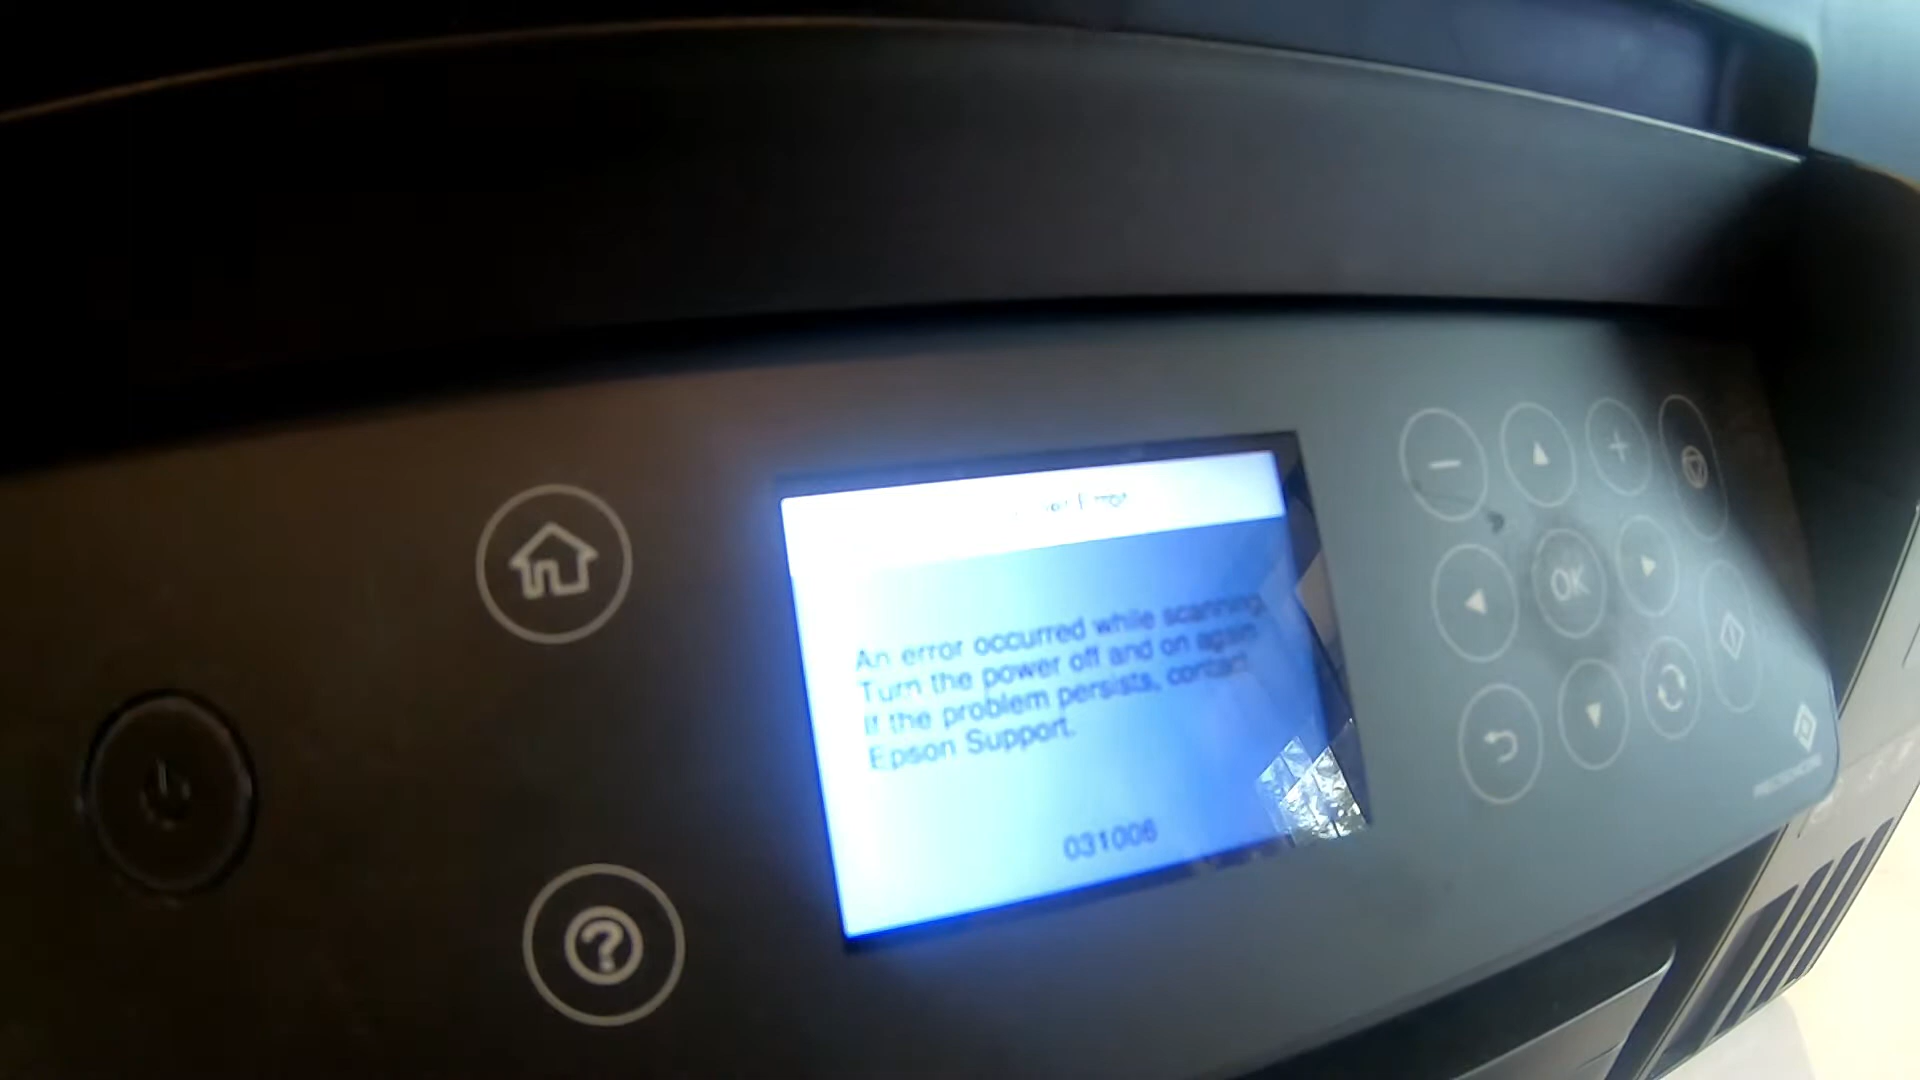 Error
An error occurred while scanning.
Turn the power off and on again.
If the problem persists, contact
Epson Support.
031006
OK